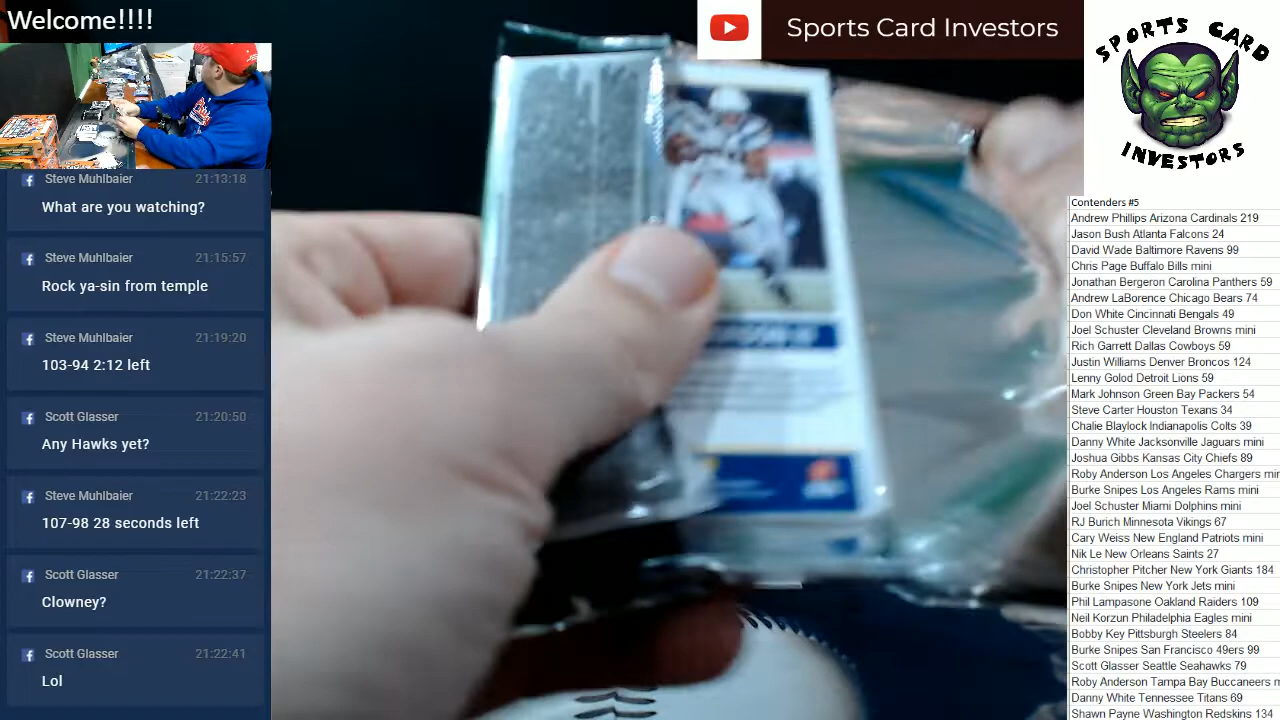 Welcome!!!!
Sports Card Investors
SPORTS CARD
INVESTORS
Steve Muhlbaier 21:13:18
What are you watching?
Steve Muhlbaier 21:15:57
Rock ya-sin from temple
Steve Muhlbaier 21:19:20
103-94 2:12 left
Scott Glasser 21:20:50
Any Hawks yet?
Steve Muhlbaier 21:22:23
107-98 28 seconds left
Scott Glasser 21:22:37
Clowney?
Scott Glasser 21:22:41
Lol
Contenders #5
Andrew Phillips Arizona Cardinals 219
Jason Bush Atlanta Falcons 24
David Wade Baltimore Ravens 99
Chris Page Buffalo Bills mini
Jonathan Bergeron Carolina Panthers 59
Andrew LaBorence Chicago Bears 74
Don White Cincinnati Bengals 49
Joel Schuster Cleveland Browns mini
Rich Garrett Dallas Cowboys 59
Justin Williams Denver Broncos 124
Lenny Golod Detroit Lions 59
Mark Johnson Green Bay Packers 54
Steve Carter Houston Texans 34
Chalie Blaylock Indianapolis Colts 39
Danny White Jacksonville Jaguars mini
Joshua Gibbs Kansas City Chiefs 89
Roby Anderson Los Angeles Chargers min
Burke Snipes Los Angeles Rams mini
Joel Schuster Miami Dolphins mini
RJ Burich Minnesota Vikings 67
Cary Weiss New England Patriots mini
Nik Le New Orleans Saints 27
Christopher Pitcher New York Giants 184
Burke Snipes New York Jets mini
Phil Lampasone Oakland Raiders 109
Neil Korzun Philadelphia Eagles mini
Bobby Key Pittsburgh Steelers 84
Burke Snipes San Francisco 49ers 99
Scott Glasser Seattle Seahawks 79
Roby Anderson Tampa Bay Buccaneers m
Danny White Tennessee Titans 69
Shawn Payne Washington Redskins 134